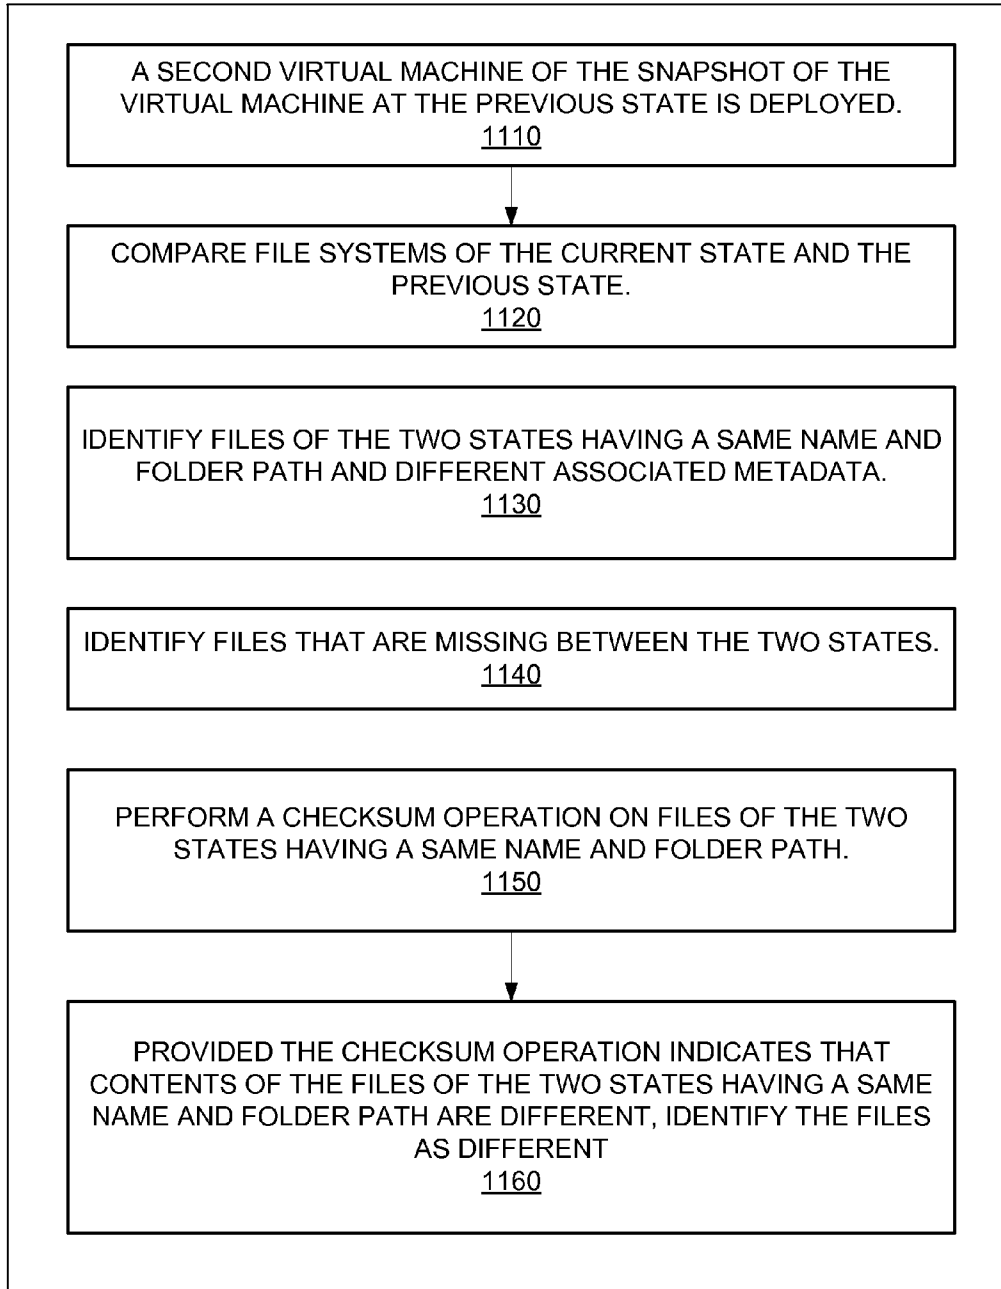 A SECOND VIRTUAL MACHINE OF THE SNAPSHOT OF THE
VIRTUAL MACHINE AT THE PREVIOUS STATE IS DEPLOYED.
1110
COMPARE FILE SYSTEMS OF THE CURRENT STATE AND THE
PREVIOUS STATE.
1120
IDENTIFY FILES OF THE TWO STATES HAVING A SAME NAME AND
FOLDER PATH AND DIFFERENT ASSOCIATED METADATA.
1130
IDENTIFY FILES THAT ARE MISSING BETWEEN THE TWO STATES.
1140
PERFORM A CHECKSUM OPERATION ON FILES OF THE TWO
STATES HAVING A SAME NAME AND FOLDER PATH.
1150
PROVIDED THE CHECKSUM OPERATION INDICATES THAT
CONTENTS OF THE FILES OF THE TWO STATES HAVING A SAME
NAME AND FOLDER PATH ARE DIFFERENT, IDENTIFY THE FILES
AS DIFFERENT
1160